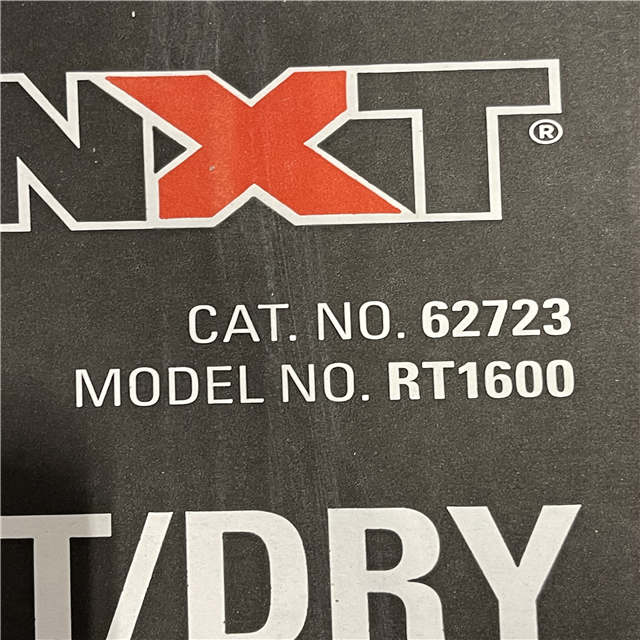 NXT®
CAT. NO. 62723
MODEL NO. RT1600
T/DRY